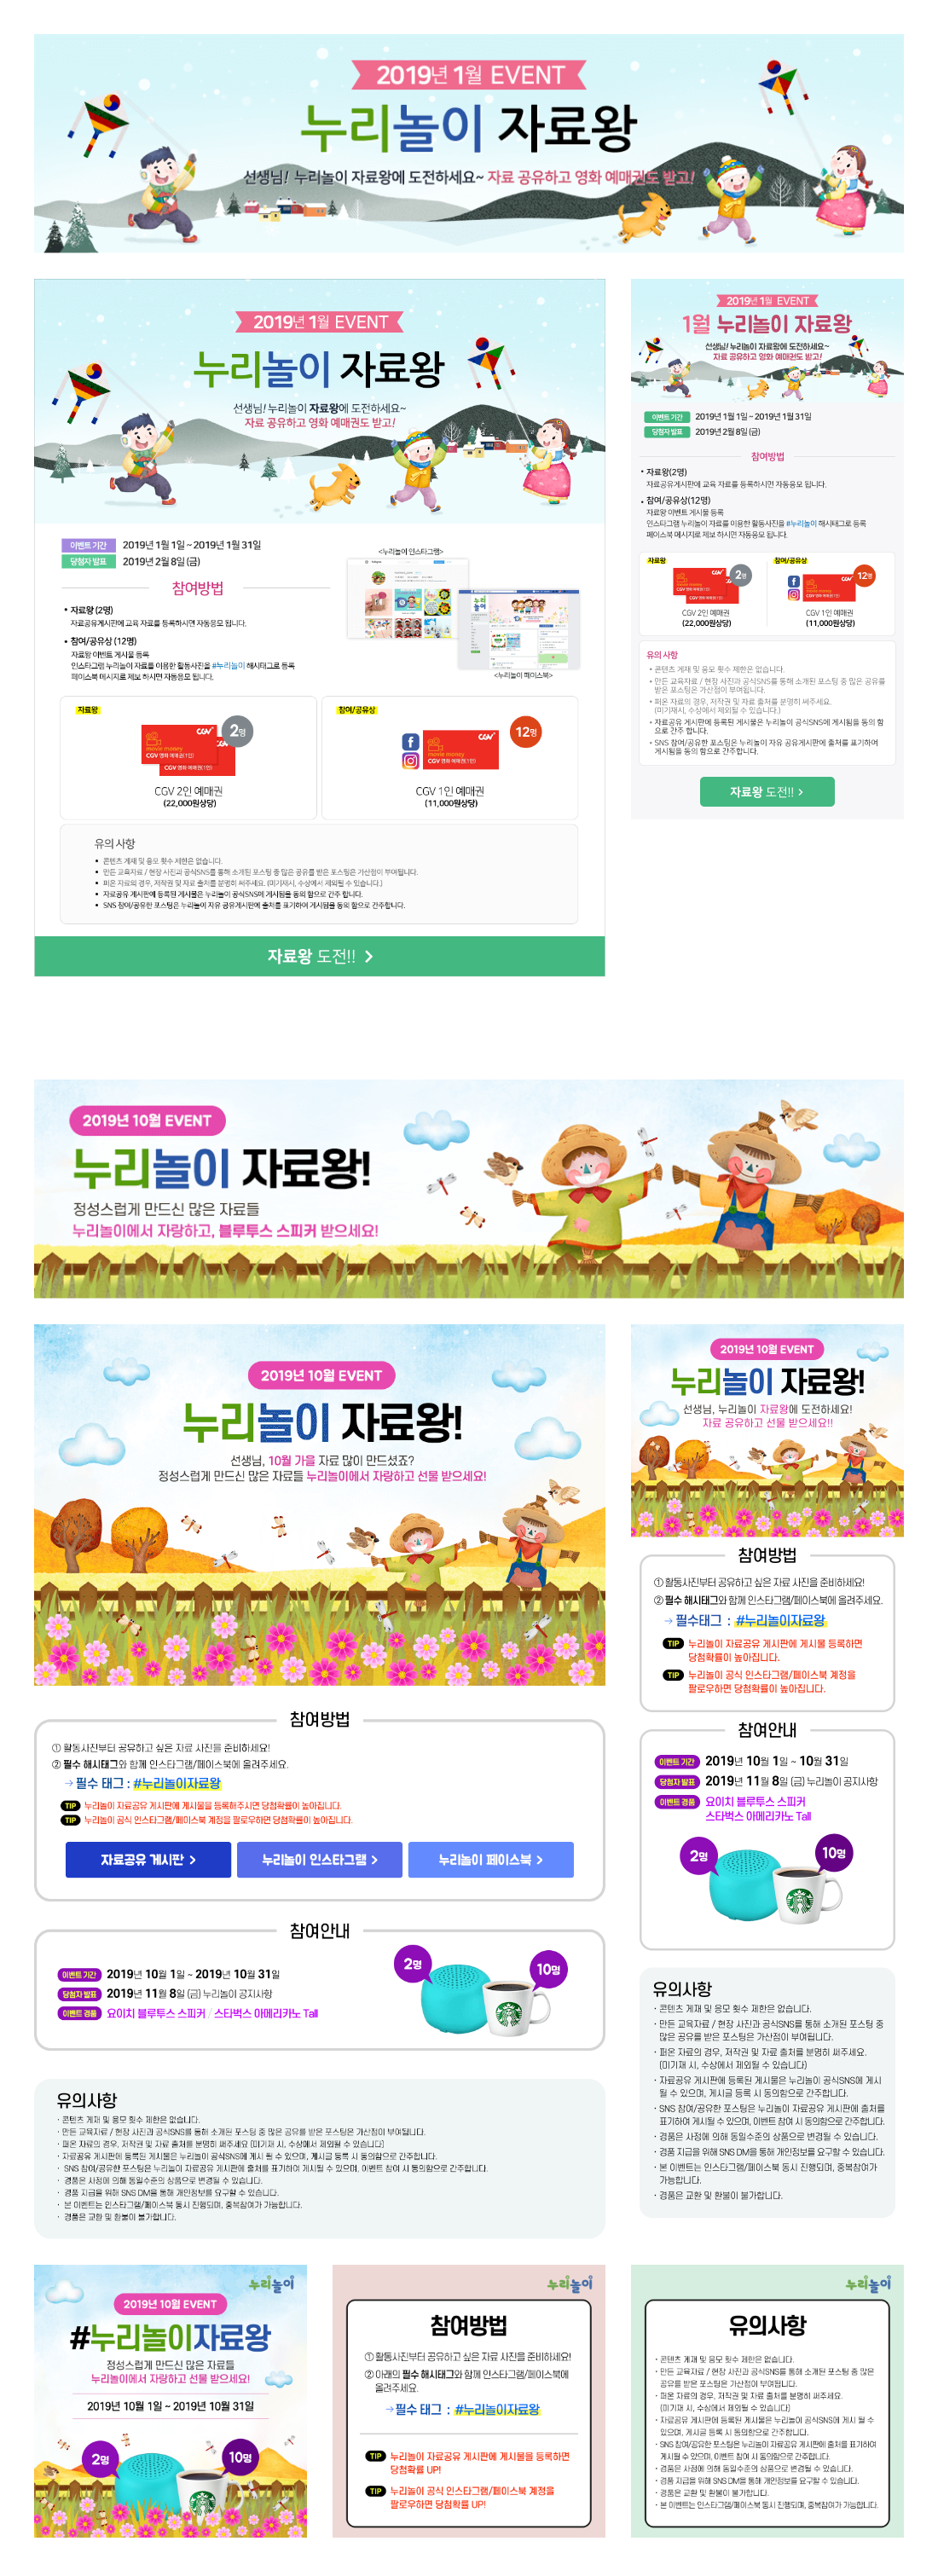 2019년 1월 EVENT
누리놀이 자료왕
선생님! 누리놀이 자료왕에 도전하세요~ 자료 공유하고 영화 예매권도 받고!
2019년 1월 EVENT
누리놀이 자료왕
선생님! 누리놀이 자료왕에 도전하세요~
자료 공유하고 영화 예매권도 받고!
이벤트 기간 2019년 1월 1일 ~ 2019년 1월 31일
당첨자 발표 2019년 2월 8일 (금)
참여방법
• 자료왕 (2명)
자료공유게시판에 교육 자료를 등록하시면 자동응모 됩니다.
• 참여/공유상 (12명)
자료왕 이벤트 게시물 등록
인스타그램 누리놀이 자료를 이용한 활동사진을 #누리놀이 해시태그로 등록
페이스북 메시지로 제보 하시면 자동응모 됩니다.
<누리놀이 인스타그램>
<누리놀이 페이스북>
자료왕
2명
CGV
movie money
CGV 영화 예매권(1인)
CGV 영화 예매권(1인)
CGV 2인 예매권
(22,000원상당)
참여/공유상
12명
CGV
movie money
CGV 영화 예매권(1인)
CGV 1인 예매권
(11,000원상당)
유의 사항
• 콘텐츠 게재 및 응모 횟수 제한은 없습니다.
• 만든 교육자료 / 현장 사진과 공식SNS를 통해 소개된 포스팅 중 많은 공유를 받은 포스팅은 가산점이 부여됩니다.
• 퍼온 자료의 경우, 저작권 및 자료 출처를 분명히 써주세요. (미기재시, 수상에서 제외될 수 있습니다.)
• 자료공유 게시판에 등록된 게시물은 누리놀이 공식SNS에 게시됨을 동의 함으로 간주 합니다.
• SNS 참여/공유한 포스팅은 누리놀이 자유 공유게시판에 출처를 표기하여 게시됨을 동의 함으로 간주합니다.
자료왕 도전!! >
2019년 1월 EVENT
1월 누리놀이 자료왕
선생님! 누리놀이 자료왕에 도전하세요~
자료 공유하고 영화 예매권도 받고!
이벤트 기간 2019년 1월 1일 ~ 2019년 1월 31일
당첨자 발표 2019년 2월 8일 (금)
참여방법
• 자료왕(2명)
자료공유게시판에 교육 자료를 등록하시면 자동응모 됩니다.
• 참여/공유상(12명)
자료왕 이벤트 게시물 등록
인스타그램 누리놀이 자료를 이용한 활동사진을 #누리놀이 해시태그로 등록
페이스북 메시지로 제보 하시면 자동응모 됩니다.
자료왕
2명
CGV 2인 예매권
(22,000원상당)
참여/공유상
12명
CGV 1인 예매권
(11,000원상당)
유의 사항
• 콘텐츠 게재 및 응모 횟수 제한은 없습니다.
• 만든 교육자료 / 현장 사진과 공식SNS를 통해 소개된 포스팅 중 많은 공유를
받은 포스팅은 가산점이 부여됩니다.
• 퍼온 자료의 경우, 저작권 및 자료 출처를 분명히 써주세요.
(미기재시, 수상에서 제외될 수 있습니다.)
• 자료공유 게시판에 등록된 게시물은 누리놀이 공식SNS에 게시됨을 동의 함
으로 간주 합니다.
• SNS 참여/공유한 포스팅은 누리놀이 자유 공유게시판에 출처를 표기하여
게시됨을 동의 함으로 간주합니다.
자료왕 도전!! >
2019년 10월 EVENT
누리놀이 자료왕!
정성스럽게 만드신 많은 자료들
누리놀이에서 자랑하고, 블루투스 스피커 받으세요!
2019년 10월 EVENT
누리놀이 자료왕!
선생님, 10월 가을 자료 많이 만드셨죠?
정성스럽게 만드신 많은 자료들 누리놀이에서 자랑하고 선물 받으세요!
참여방법
① 활동사진부터 공유하고 싶은 자료 사진을 준비하세요!
② 필수 해시태그와 함께 인스타그램/페이스북에 올려주세요.
→ 필수 태그 : #누리놀이자료왕
TIP 누리놀이 자료공유 게시판에 게시물을 등록해주시면 당첨확률이 높아집니다.
TIP 누리놀이 공식 인스타그램/페이스북 계정을 팔로우하면 당첨확률이 높아집니다.
자료공유 게시판 >
누리놀이 인스타그램 >
누리놀이 페이스북 >
참여안내
이벤트 기간 2019년 10월 1일 ~ 2019년 10월 31일
당첨자 발표 2019년 11월 8일 (금) 누리놀이 공지사항
이벤트 경품 요이치 블루투스 스피커 / 스타벅스 아메리카노 Tall
2명
10명
유의사항
· 콘텐츠 게재 및 응모 횟수 제한은 없습니다.
· 만든 교육자료 / 현장 사진과 공식SNS를 통해 소개된 포스팅 중 많은 공유를 받은 포스팅은 가산점이 부여됩니다.
· 퍼온 자료의 경우, 저작권 및 자료 출처를 분명히 써주세요 (미기재 시, 수상에서 제외될 수 있습니다)
· 자료공유 게시판에 등록된 게시물은 누리놀이 공식SNS에 게시 될 수 있으며, 게시글 등록 시 동의함으로 간주합니다.
· SNS 참여/공유한 포스팅은 누리놀이 자료공유 게시판에 출처를 표기하여 게시될 수 있으며, 이벤트 참여 시 동의함으로 간주합니다.
· 경품은 사정에 의해 동일수준의 상품으로 변경될 수 있습니다.
· 경품 지급을 위해 SNS DM을 통해 개인정보를 요구할 수 있습니다.
· 본 이벤트는 인스타그램/페이스북 동시 진행되며, 중복참여가 가능합니다.
· 경품은 교환 및 환불이 불가합니다.
2019년 10월 EVENT
누리놀이 자료왕!
선생님, 누리놀이 자료왕에 도전하세요!
자료 공유하고 선물 받으세요!!
참여방법
① 활동사진부터 공유하고 싶은 자료 사진을 준비하세요!
② 필수 해시태그와 함께 인스타그램/페이스북에 올려주세요.
→ 필수태그 : #누리놀이자료왕
TIP 누리놀이 자료공유 게시판에 게시물 등록하면
당첨확률이 높아집니다.
TIP 누리놀이 공식 인스타그램/페이스북 계정을
팔로우하면 당첨확률이 높아집니다.
참여안내
이벤트 기간 2019년 10월 1일 ~ 10월 31일
당첨자 발표 2019년 11월 8일 (금) 누리놀이 공지사항
이벤트 경품 요이치 블루투스 스피커
스타벅스 아메리카노 Tall
2명
10명
유의사항
· 콘텐츠 게재 및 응모 횟수 제한은 없습니다.
· 만든 교육자료 / 현장 사진과 공식SNS를 통해 소개된 포스팅 중
많은 공유를 받은 포스팅은 가산점이 부여됩니다.
· 퍼온 자료의 경우, 저작권 및 자료 출처를 분명히 써주세요.
(미기재 시, 수상에서 제외될 수 있습니다)
· 자료공유 게시판에 등록된 게시물은 누리놀이 공식SNS에 게시
될 수 있으며, 게시글 등록 시 동의함으로 간주합니다.
· SNS 참여/공유한 포스팅은 누리놀이 자료공유 게시판에 출처를
표기하여 게시될 수 있으며, 이벤트 참여 시 동의함으로 간주합니다.
· 경품은 사정에 의해 동일수준의 상품으로 변경될 수 있습니다.
· 경품 지급을 위해 SNS DM을 통해 개인정보를 요구할 수 있습니다.
· 본 이벤트는 인스타그램/페이스북 동시 진행되며, 중복참여가
가능합니다.
· 경품은 교환 및 환불이 불가합니다.
누리놀이
2019년 10월 EVENT
#누리놀이자료왕
정성스럽게 만드신 많은 자료들
누리놀이에서 자랑하고 선물 받으세요!
2019년 10월 1일 ~ 2019년 10월 31일
2명
10명
누리놀이
참여방법
① 활동사진부터 공유하고 싶은 자료 사진을 준비하세요!
② 아래의 필수 해시태그와 함께 인스타그램/페이스북에
올려주세요.
→ 필수 태그 : #누리놀이자료왕
TIP 누리놀이 자료공유 게시판에 게시물을 등록하면
당첨확률 UP!
TIP 누리놀이 공식 인스타그램/페이스북 계정을
팔로우하면 당첨확률 UP!
누리놀이
유의사항
· 콘텐츠 게재 및 응모 횟수 제한은 없습니다.
· 만든 교육자료 / 현장 사진과 공식SNS를 통해 소개된 포스팅 중 많은
공유를 받은 포스팅은 가산점이 부여됩니다.
· 퍼온 자료의 경우, 저작권 및 자료 출처를 분명히 써주세요.
(미기재 시, 수상에서 제외될 수 있습니다)
· 자료공유 게시판에 등록된 게시물은 누리놀이 공식SNS에 게시 될 수
있으며, 게시글 등록 시 동의함으로 간주합니다.
· SNS 참여/공유한 포스팅은 누리놀이 자료공유 게시판에 출처를 표기하여
게시될 수 있으며, 이벤트 참여 시 동의함으로 간주합니다.
· 경품은 사정에 의해 동일수준의 상품으로 변경될 수 있습니다.
· 경품 지급을 위해 SNS DM을 통해 개인정보를 요구할 수 있습니다.
· 경품은 교환 및 환불이 불가합니다.
· 본 이벤트는 인스타그램/페이스북 동시 진행되며, 중복참여가 가능합니다.